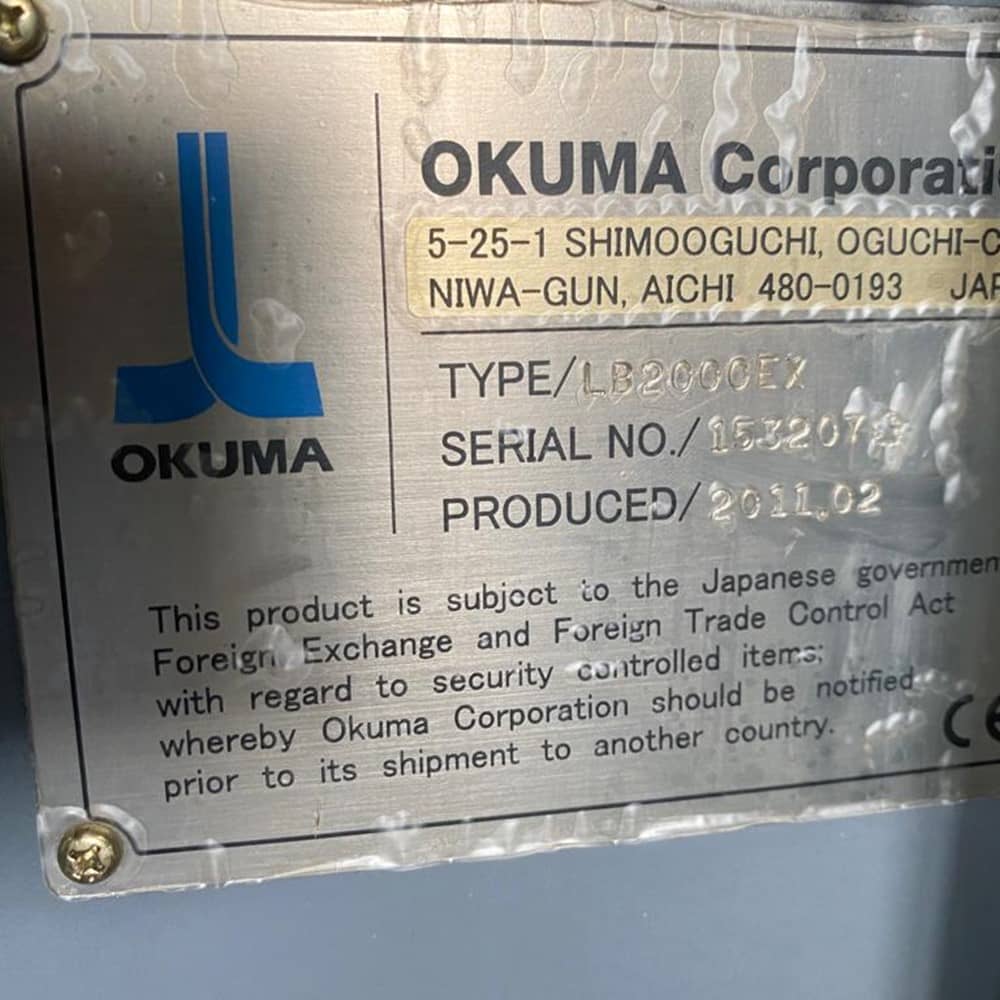 OKUMA
OKUMA Corporati
5-25-1 SHIMOOGUCHI, OGUCHI-C
NIWA-GUN, AICHI 480-0193 JAP
TYPE/LB2000EX
SERIAL NO./
PRODUCED/2011.02
This product is subject to the Japanese governmen
Foreign Exchange and Foreign Trade Control Act
with regard to security controlled items;
whereby Okuma Corporation should be notified
prior to its shipment to another country.
CE